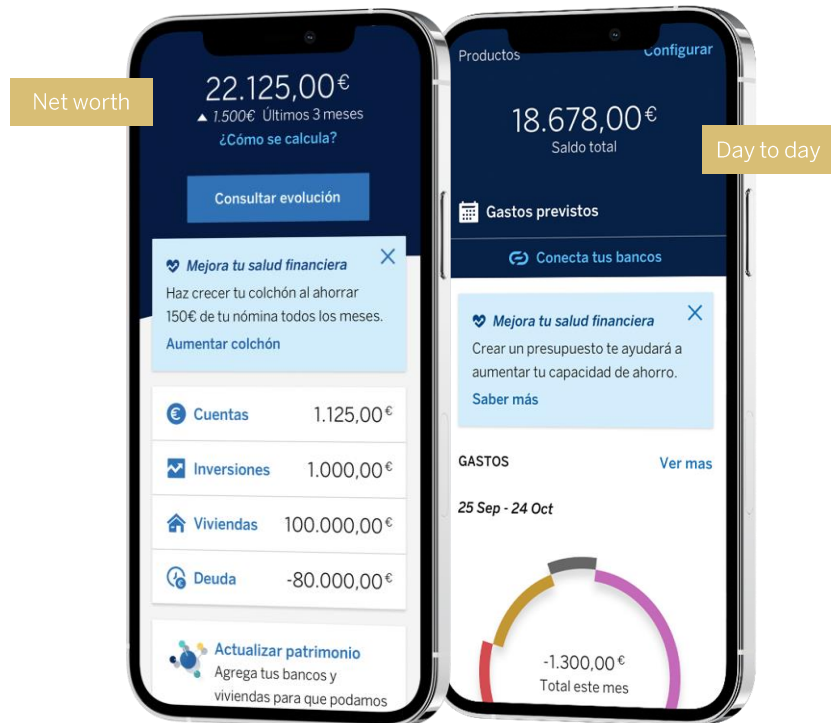 Net worth
22.125,00€
▲ 1.500€ Últimos 3 meses
¿Cómo se calcula?
Consultar evolución
Mejora tu salud financiera
Haz crecer tu colchón al ahorrar
150€ de tu nómina todos los meses.
Aumentar colchón
Cuentas 1.125,00€
Inversiones 1.000,00€
Viviendas 100.000,00€
Deuda -80.000,00€
Actualizar patrimonio
Agrega tus bancos y
viviendas para que podamos
Day to day
Productos Configurar
18.678,00€
Saldo total
Gastos previstos
Conecta tus bancos
Mejora tu salud financiera
Crear un presupuesto te ayudará a
aumentar tu capacidad de ahorro.
Saber más
GASTOS Ver mas
25 Sep - 24 Oct
-1.300,00€
Total este mes